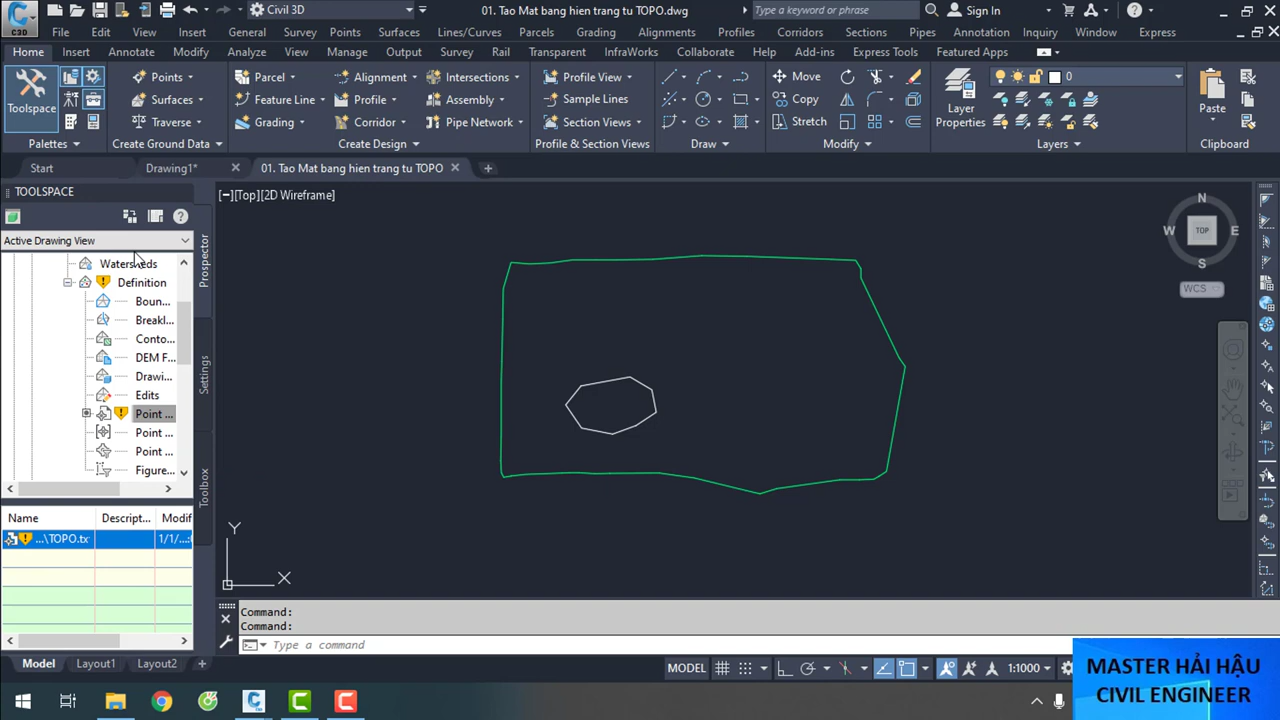 C3D
Civil 3D
01. Tao Mat bang hien trang tu TOPO.dwg
Type a keyword or phrase
Sign In
File
Edit
View
Insert
General
Survey
Points
Surfaces
Lines/Curves
Parcels
Grading
Alignments
Profiles
Corridors
Sections
Pipes
Annotation
Inquiry
Window
Express
Home
Insert
Annotate
Modify
Analyze
View
Manage
Output
Survey
Rail
Transparent
InfraWorks
Collaborate
Help
Add-ins
Express Tools
Featured Apps
Toolspace
Points
Surfaces
Traverse
Parcel
Feature Line
Grading
Alignment
Profile
Corridor
Intersections
Assembly
Pipe Network
Profile View
Sample Lines
Section Views
Move
Copy
Stretch
Layer
Properties
0
Paste
Palettes
Create Ground Data
Create Design
Profile & Section Views
Draw
Modify
Layers
Clipboard
Start
Drawing1*
01. Tao Mat bang hien trang tu TOPO
TOOLSPACE
Active Drawing View
Watersheds
Definition
Boun...
Breakl...
Conto...
DEM F...
Drawi...
Edits
Point ...
Point ...
Point ...
Figure...
Prospector
Settings
Toolbox
Name
Descript...
Modif
...\TOPO.tx
1/1/...:
[−][Top][2D Wireframe]
N
W
TOP
E
S
WCS
Y
X
Command:
Command:
Type a command
Model
Layout1
Layout2
MODEL
1:1000
MASTER HẢI HẬU
CIVIL ENGINEER